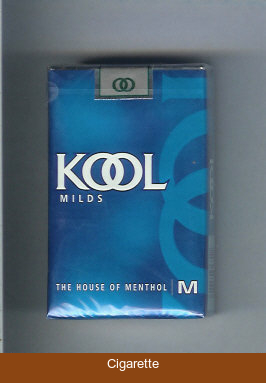 KOOL
MILDS
THE HOUSE OF MENTHOL M
Cigarette